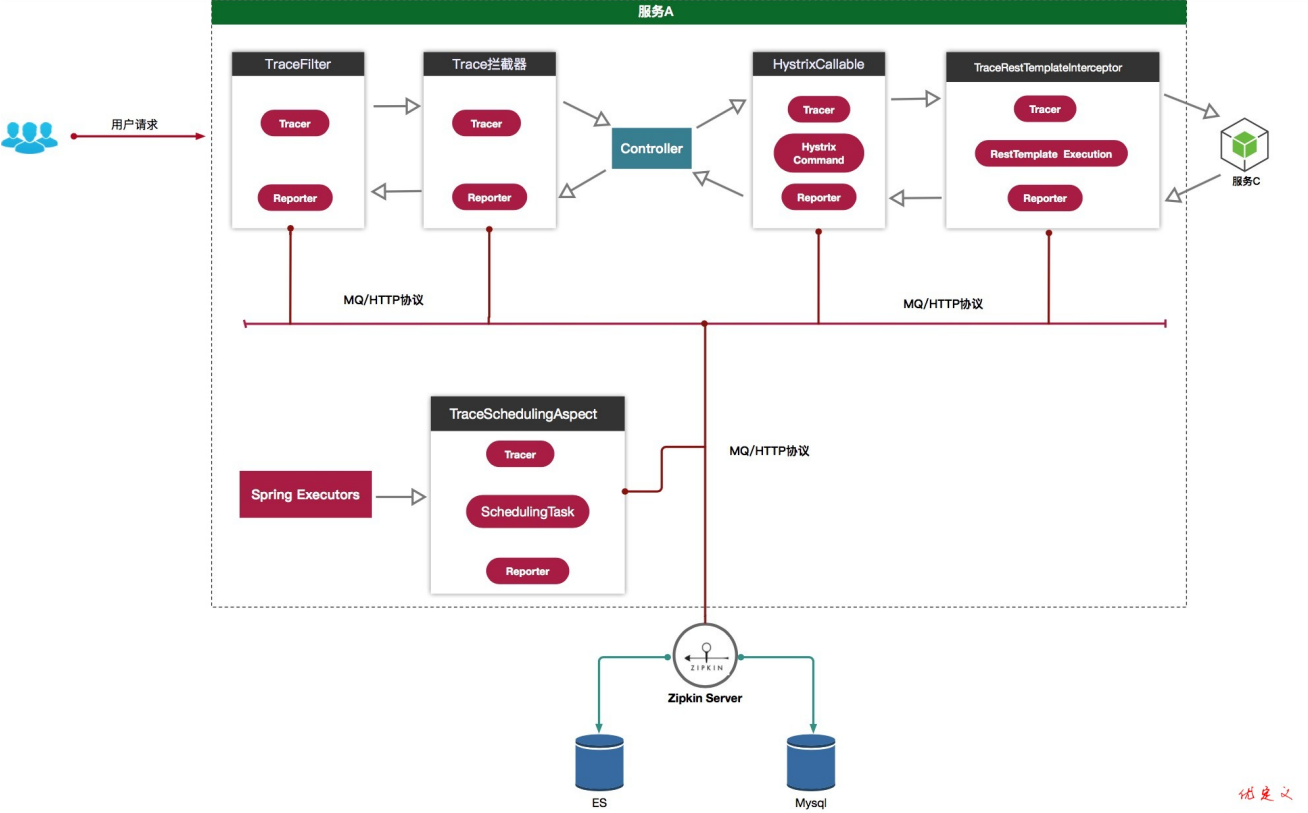 服务A
TraceFilter
Trace拦截器
HystrixCallable
TraceRestTemplateInterceptor
用户请求
Tracer
Tracer
Controller
Tracer
Hystrix
Command
Tracer
RestTemplate Execution
服务C
Reporter
Reporter
Reporter
Reporter
MQ/HTTP协议
MQ/HTTP协议
TraceSchedulingAspect
Tracer
MQ/HTTP协议
Spring Executors
SchedulingTask
Reporter
ZIPKIN
Zipkin Server
ES
Mysql
优定义